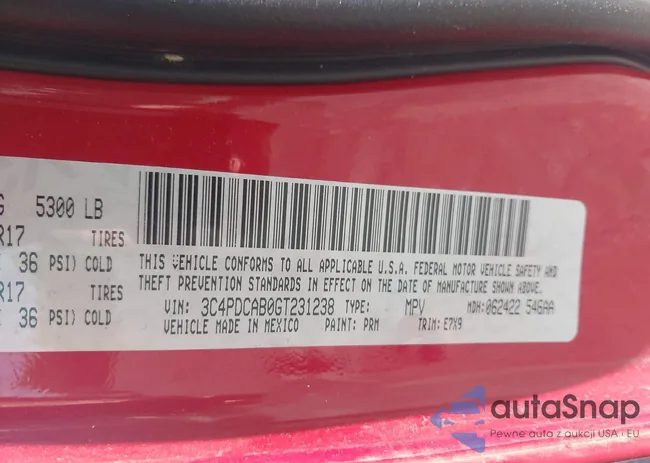 G 5300 LB
R17 TIRES
36 PSI) COLD
R17 TIRES
36 PSI) COLD
THIS VEHICLE CONFORMS TO ALL APPLICABLE U.S.A. FEDERAL MOTOR VEHICLE SAFETY AND
THEFT PREVENTION STANDARDS IN EFFECT ON THE DATE OF MANUFACTURE SHOWN ABOVE.
VIN: 3C4PDCAB0GT231238 TYPE: MPV MDH: 062422 546AA
VEHICLE MADE IN MEXICO PAINT: PRM TRIM: E7X9
autaSnap
Pewne auta z aukcji USA i EU